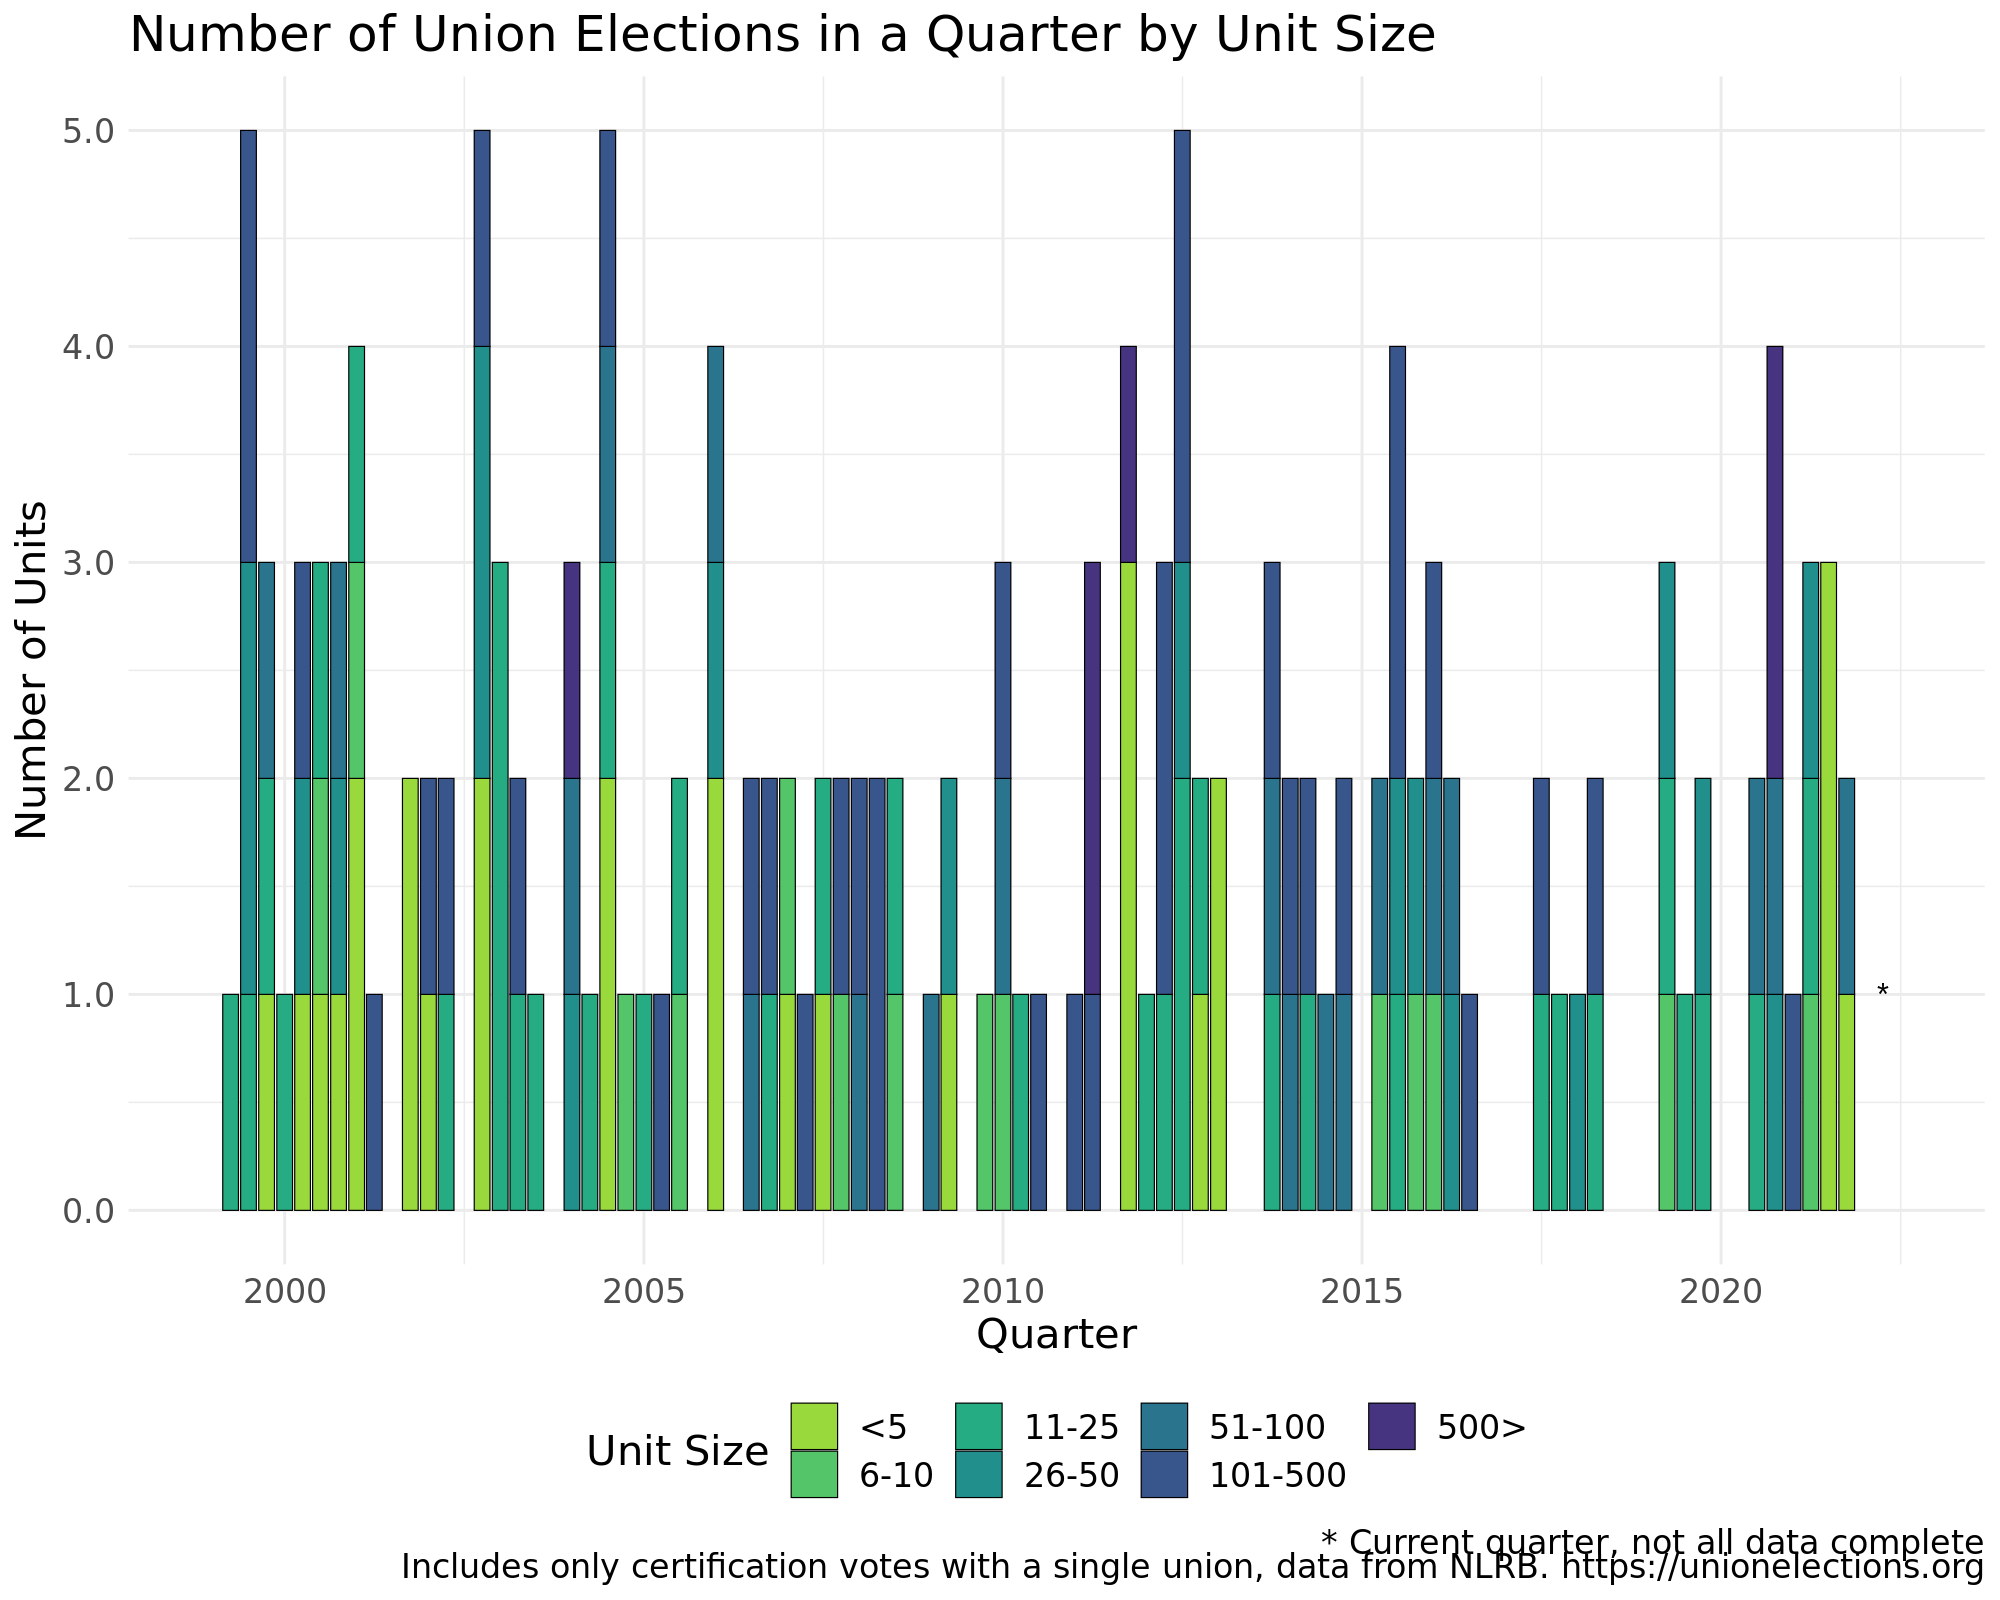 Number of Union Elections in a Quarter by Unit Size
Number of Units
5.0
4.0
3.0
2.0
1.0
0.0
*
2000 2005 2010 2015 2020
Quarter
Unit Size
<5 11-25 51-100 500>
6-10 26-50 101-500
* Current quarter, not all data complete
Includes only certification votes with a single union, data from NLRB. https://unionelections.org